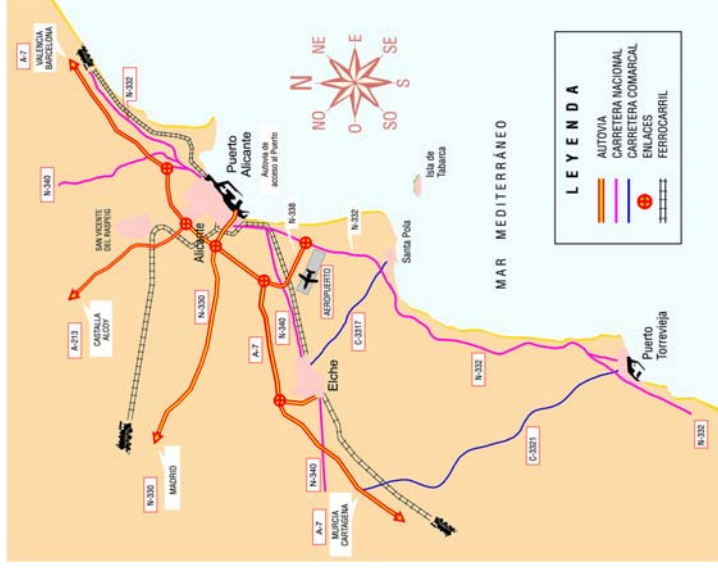 A-7
VALENCIA
BARCELONA
N-332
N-340
SAN VICENTE
DEL RASPEIG
Puerto
Alicante
Autovia de
acceso al Puerto
Alicante
A-213
CASTALLA
ALCOY
N-330
N-338
N-332
N
NE
E
SE
S
SO
O
NO
N-330
MADRID
A-7
N-340
AEROPUERTO
Santa Pola
Isla de
Tabarca
C-3317
Elche
MAR MEDITERRÁNEO
N-340
A-7
MURCIA
CARTAGENA
C-3321
N-332
Puerto
Torrevieja
N-332
LEYENDA
AUTOVIA
CARRETERA NACIONAL
CARRETERA COMARCAL
ENLACES
FERROCARRIL